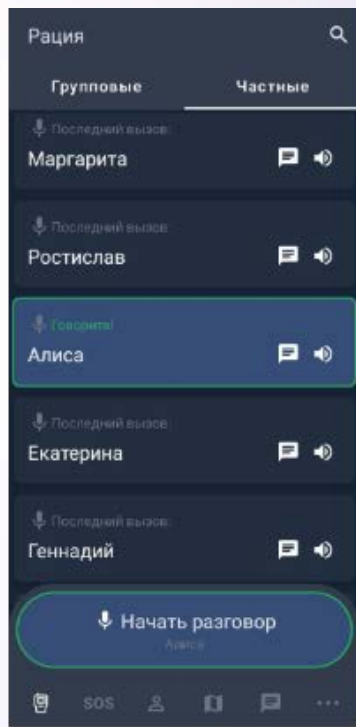 Рация
Групповые Частные
Последний вызов:
Маргарита
Последний вызов:
Ростислав
Говорите!
Алиса
Последний вызов:
Екатерина
Последний вызов:
Геннадий
Начать разговор
Алиса
SOS